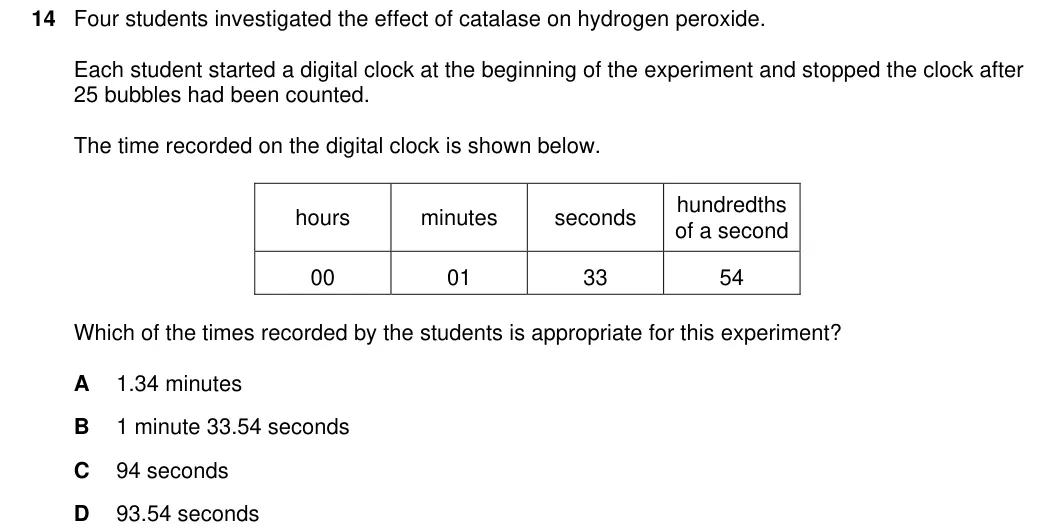 14 Four students investigated the effect of catalase on hydrogen peroxide.
Each student started a digital clock at the beginning of the experiment and stopped the clock after
25 bubbles had been counted.
The time recorded on the digital clock is shown below.
hours minutes seconds hundredths of a second
00 01 33 54
Which of the times recorded by the students is appropriate for this experiment?
A 1.34 minutes
B 1 minute 33.54 seconds
C 94 seconds
D 93.54 seconds